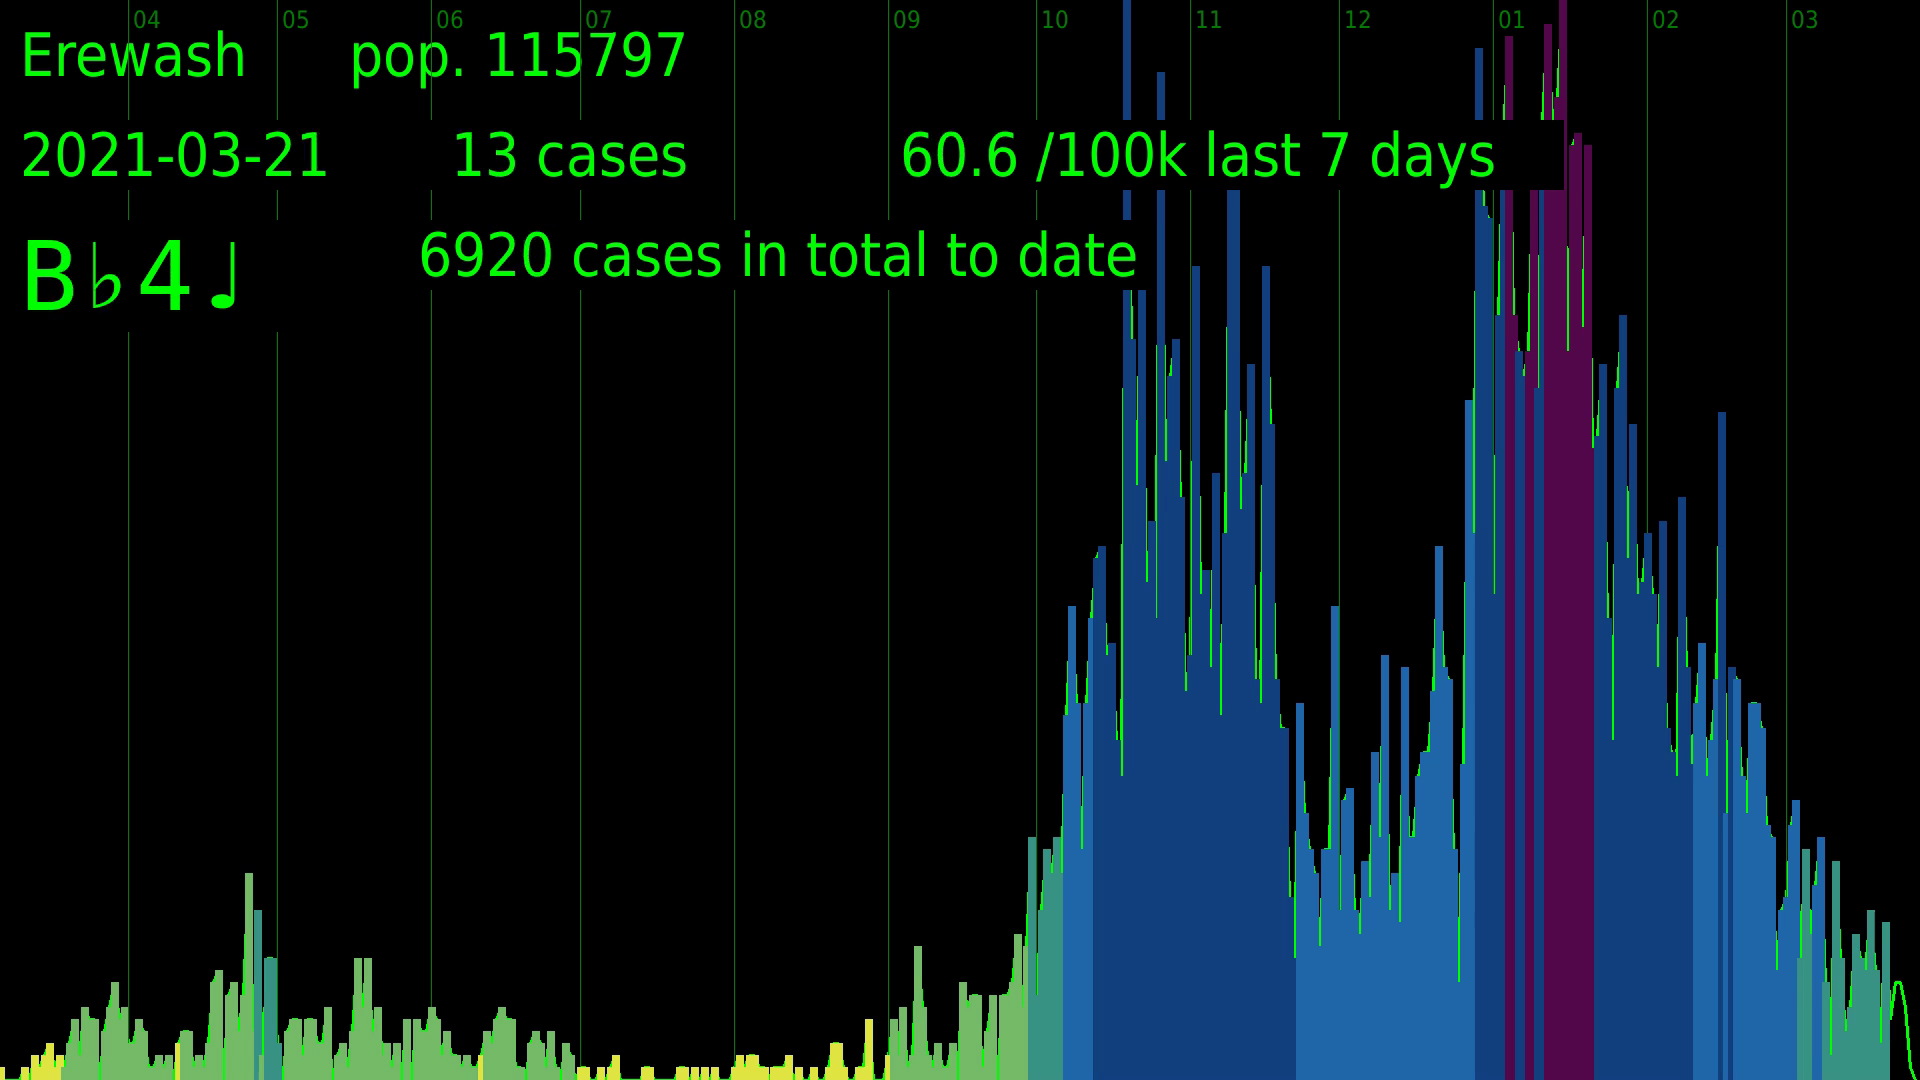 04 05 06 07 08 09 10 11 12 01 02 03
Erewash pop. 115797
2021-03-21 13 cases 60.6 /100k last 7 days
B♭4♩ 6920 cases in total to date